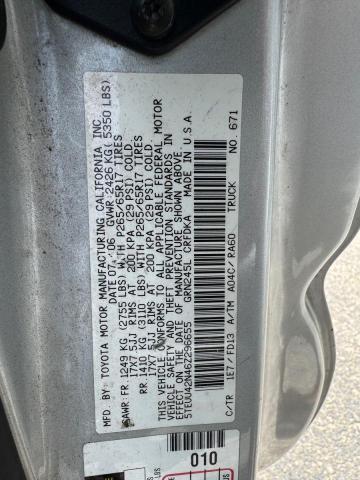 MFD. BY: TOYOTA MOTOR MANUFACTURING CALIFORNIA INC.
DATE 07 / 06 GVWR 2426 KG ( 5350 LBS)
GAWR: FR. 1249 KG (2755 LBS) WITH P265/65R17 TIRES
17X7.5JJ RIMS AT 200 KPA (29 PSI) COLD.
RR. 1410 KG (3110 LBS) WITH P265/65R17 TIRES
17X7.5JJ RIMS AT 200 KPA (29 PSI) COLD.
THIS VEHICLE CONFORMS TO ALL APPLICABLE FEDERAL MOTOR
VEHICLE SAFETY AND THEFT PREVENTION STANDARDS IN
EFFECT ON THE DATE OF MANUFACTURE SHOWN ABOVE.
5TEUU42N46Z296655 GRN245L CRFDKA MADE IN U.S.A.
TRUCK
C/TR 1E7 / FD13 A/TM A04C / RA60 NO. 671
010